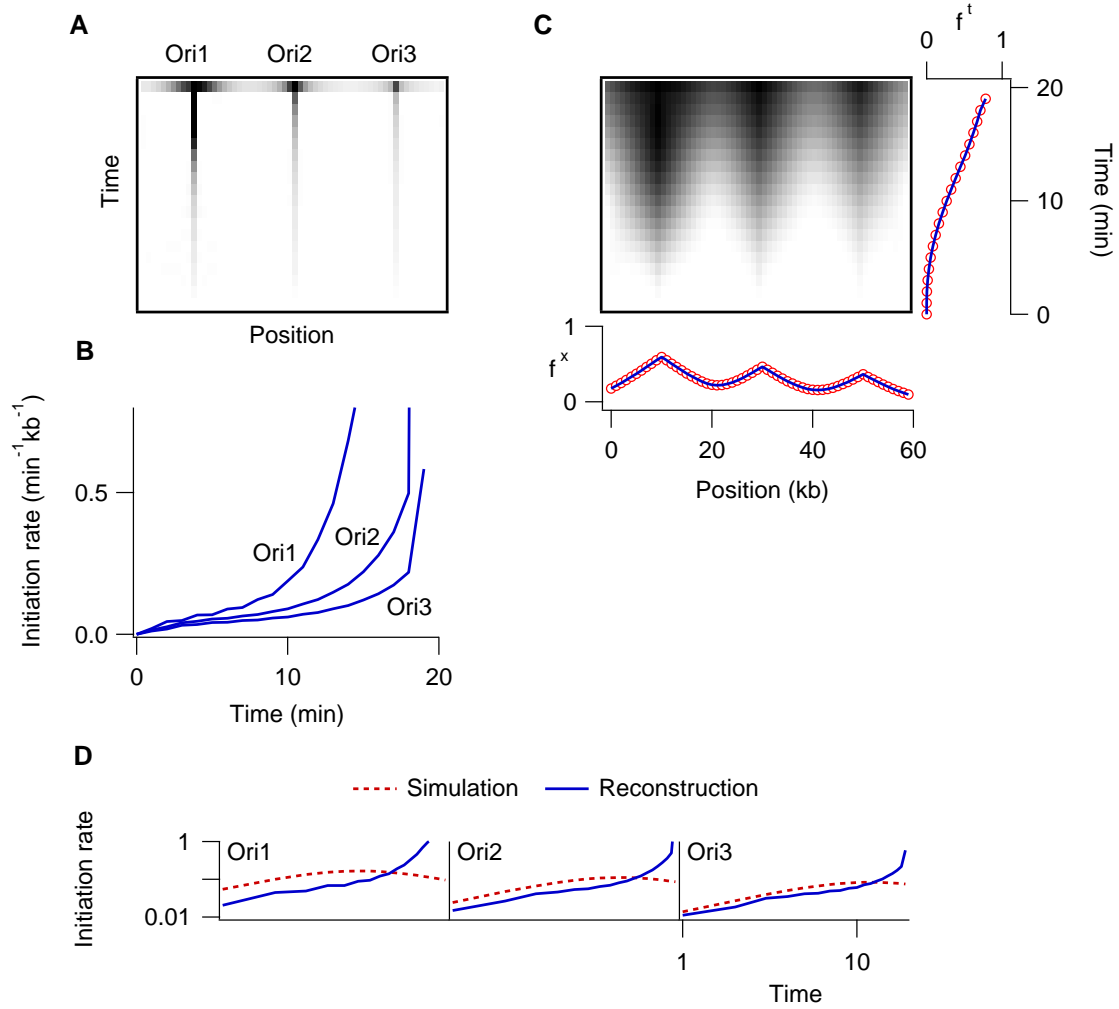 A
Ori1 Ori2 Ori3
Time
Position
B
Initiation rate (min⁻¹kb⁻¹)
0.5
0.0
Ori1
Ori2
Ori3
0 10 20
Time (min)
C
f t
0 1
20
10
0
Time (min)
1
f x
0
0 20 40 60
Position (kb)
D
Simulation Reconstruction
Initiation rate
1
0.01
Ori1 Ori2 Ori3
1 10
Time